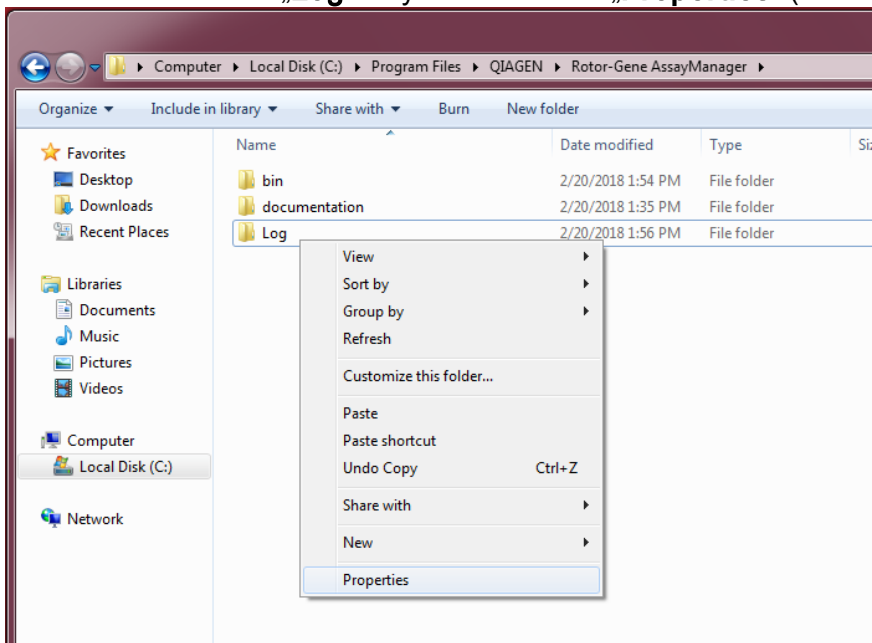 „Log
„Properties" (
Computer ▸ Local Disk (C:) ▸ Program Files ▸ QIAGEN ▸ Rotor-Gene AssayManager ▸
Organize ▾ Include in library ▾ Share with ▾ Burn New folder
Favorites
Desktop
Downloads
Recent Places
Libraries
Documents
Music
Pictures
Videos
Computer
Local Disk (C:)
Network
Name Date modified Type
bin 2/20/2018 1:54 PM File folder
documentation 2/20/2018 1:35 PM File folder
Log 2/20/2018 1:56 PM File folder
View
Sort by
Group by
Refresh
Customize this folder...
Paste
Paste shortcut
Undo Copy Ctrl+Z
Share with
New
Properties